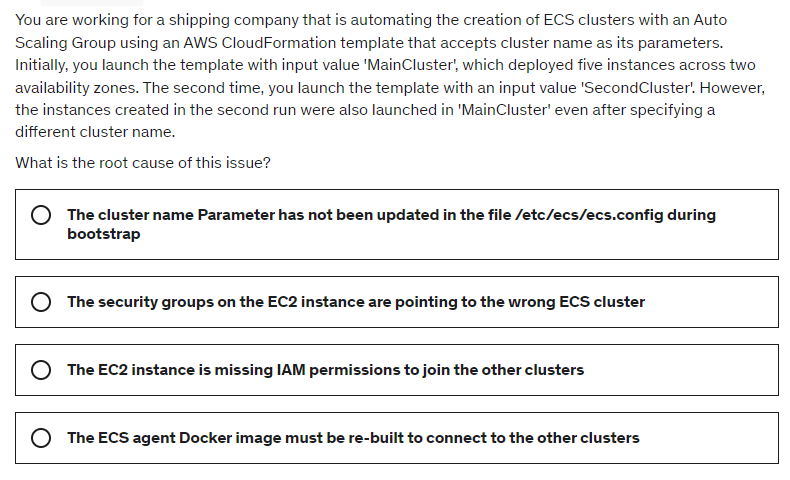 You are working for a shipping company that is automating the creation of ECS clusters with an Auto
Scaling Group using an AWS CloudFormation template that accepts cluster name as its parameters.
Initially, you launch the template with input value 'MainCluster', which deployed five instances across two
availability zones. The second time, you launch the template with an input value 'SecondCluster'. However,
the instances created in the second run were also launched in 'MainCluster' even after specifying a
different cluster name.
What is the root cause of this issue?
The cluster name Parameter has not been updated in the file /etc/ecs/ecs.config during
bootstrap
The security groups on the EC2 instance are pointing to the wrong ECS cluster
The EC2 instance is missing IAM permissions to join the other clusters
The ECS agent Docker image must be re-built to connect to the other clusters